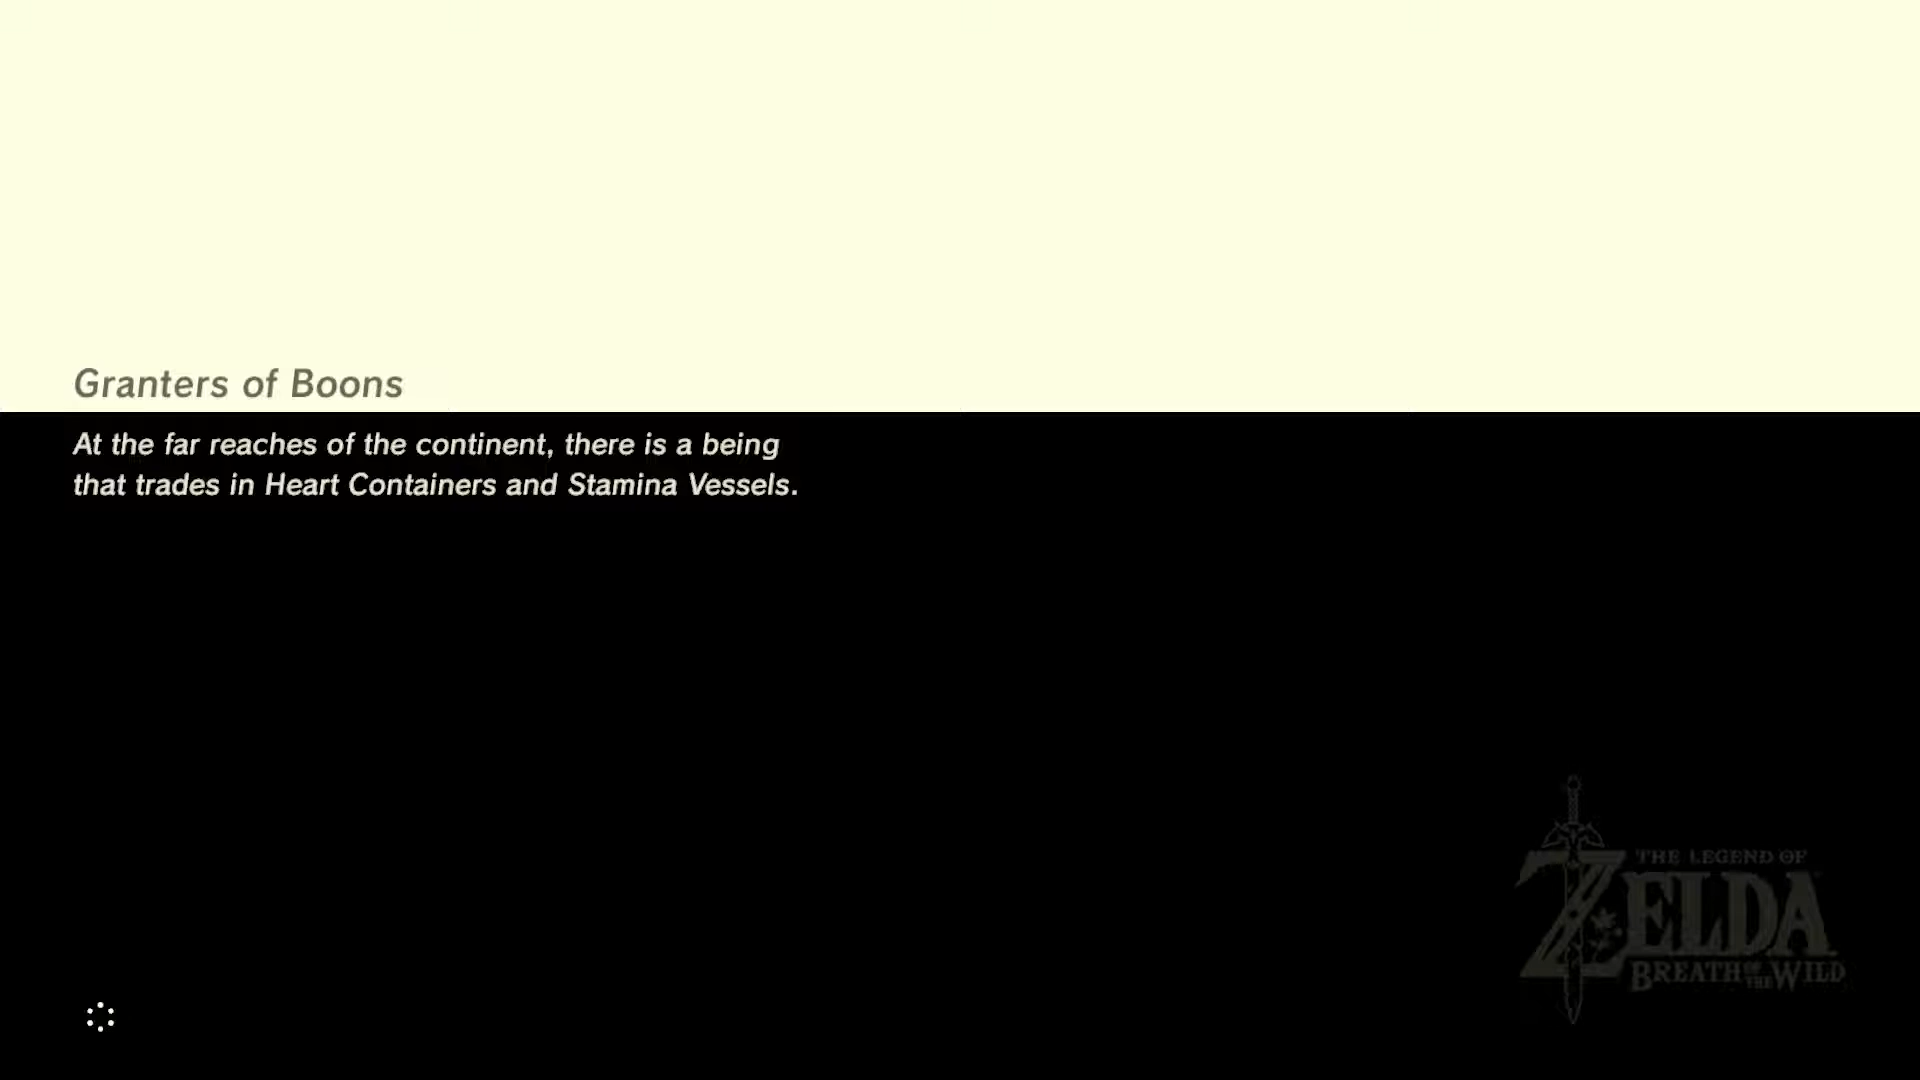 Granters of Boons
At the far reaches of the continent, there is a being
that trades in Heart Containers and Stamina Vessels.
THE LEGEND OF
ZELDA
BREATH OF THE WILD